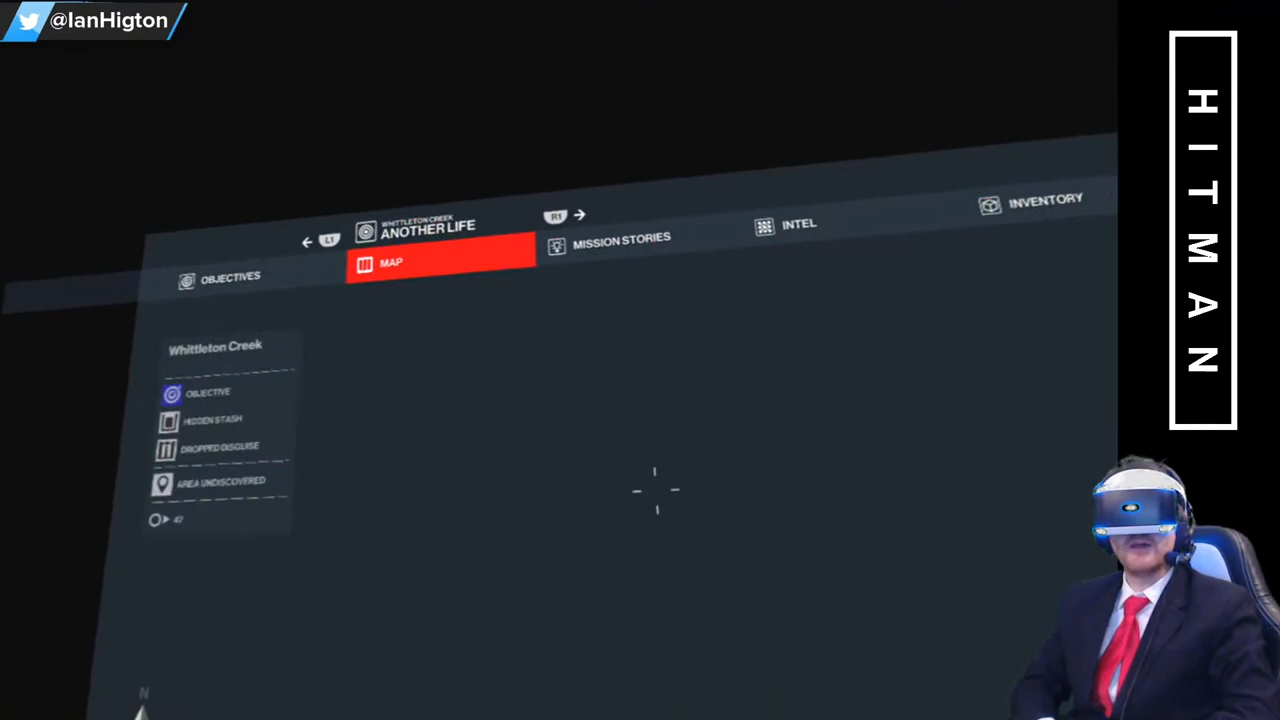 @IanHigton
HITMAN
WHITTLETON CREEK
ANOTHER LIFE
L1
R1
OBJECTIVES
MAP
MISSION STORIES
INTEL
INVENTORY
Whittleton Creek
OBJECTIVE
HIDDEN STASH
DROPPED DISGUISE
AREA UNDISCOVERED
47
N